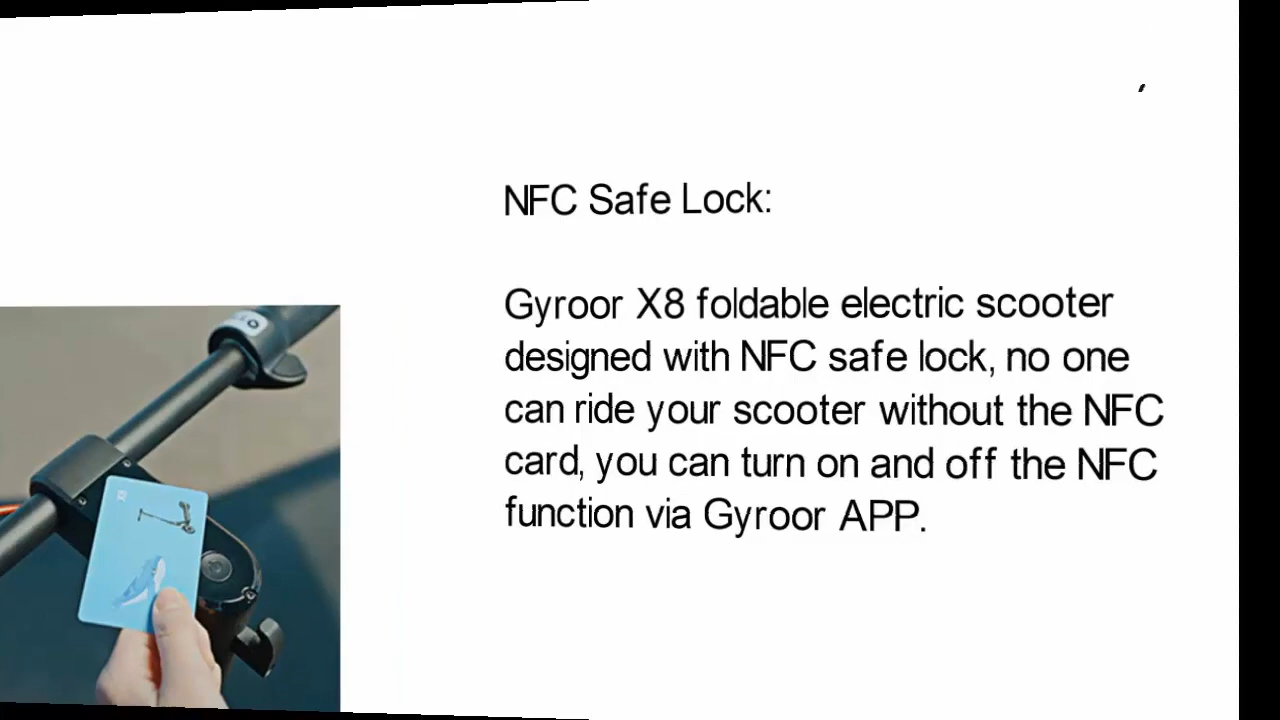 NFC Safe Lock:
Gyroor X8 foldable electric scooter
designed with NFC safe lock, no one
can ride your scooter without the NFC
card, you can turn on and off the NFC
function via Gyroor APP.